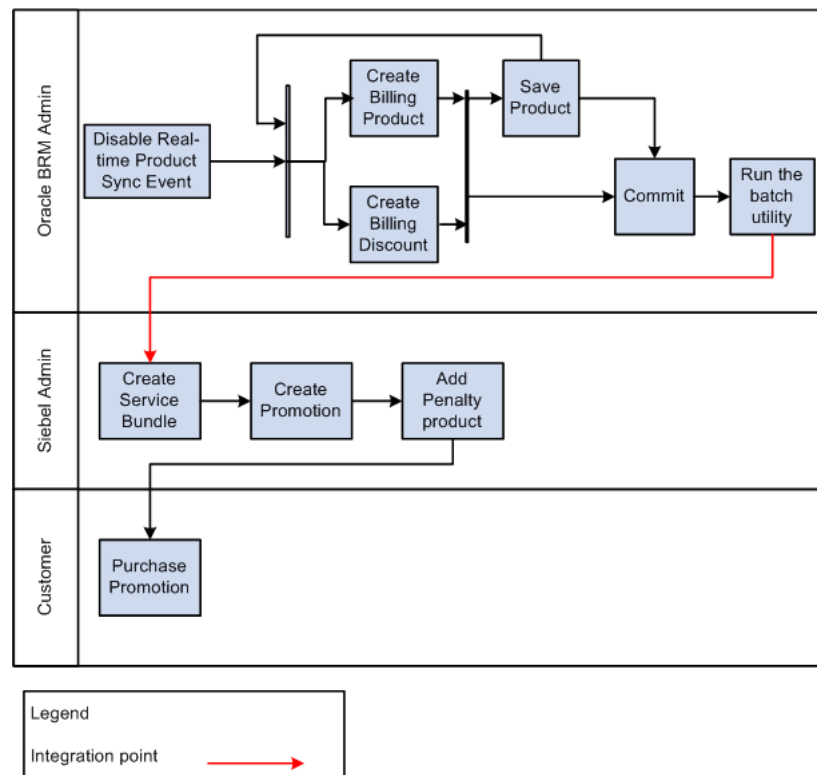 Oracle BRM Admin
Disable Real-
time Product
Sync Event
Create
Billing
Product
Create
Billing
Discount
Save
Product
Commit
Run the
batch
utility
Siebel Admin
Create
Service
Bundle
Create
Promotion
Add
Penalty
product
Customer
Purchase
Promotion
Legend
Integration point